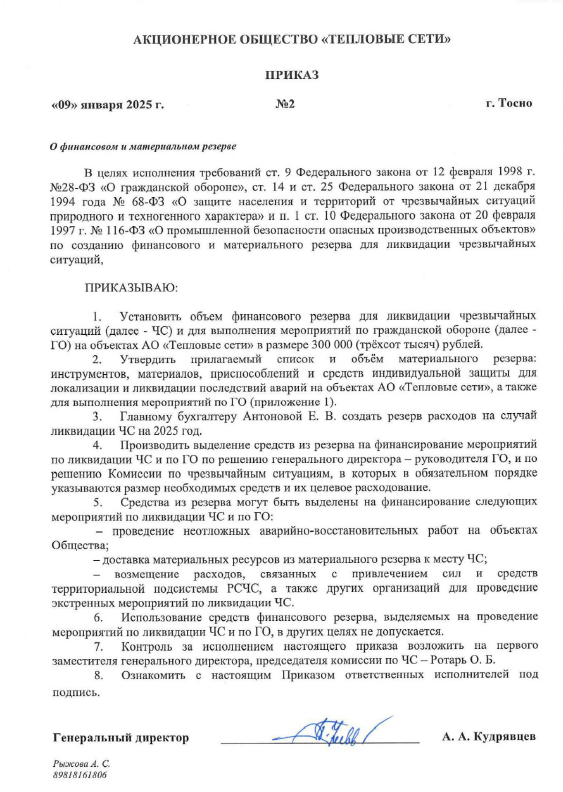 АКЦИОНЕРНОЕ ОБЩЕСТВО «ТЕПЛОВЫЕ СЕТИ»
ПРИКАЗ
«09» января 2025 г. №2 г. Тосно
О финансовом и материальном резерве
В целях исполнения требований ст. 9 Федерального закона от 12 февраля 1998 г.
№28-ФЗ «О гражданской обороне», ст. 14 и ст. 25 Федерального закона от 21 декабря
1994 года № 68-ФЗ «О защите населения и территорий от чрезвычайных ситуаций
природного и техногенного характера» и п. 1 ст. 10 Федерального закона от 20 февраля
1997 г. № 116-ФЗ «О промышленной безопасности опасных производственных объектов»
по созданию финансового и материального резерва для ликвидации чрезвычайных
ситуаций,
ПРИКАЗЫВАЮ:
1. Установить объем финансового резерва для ликвидации чрезвычайных
ситуаций (далее - ЧС) и для выполнения мероприятий по гражданской обороне (далее -
ГО) на объектах АО «Тепловые сети» в размере 300 000 (трёхсот тысяч) рублей.
2. Утвердить прилагаемый список и объём материального резерва:
инструментов, материалов, приспособлений и средств индивидуальной защиты для
локализации и ликвидации последствий аварий на объектах АО «Тепловые сети», а также
для выполнения мероприятий по ГО (приложение 1).
3. Главному бухгалтеру Антоновой Е. В. создать резерв расходов на случай
ликвидации ЧС на 2025 год.
4. Производить выделение средств из резерва на финансирование мероприятий
по ликвидации ЧС и по ГО по решению генерального директора – руководителя ГО, и по
решению Комиссии по чрезвычайным ситуациям, в которых в обязательном порядке
указываются размер необходимых средств и их целевое расходование.
5. Средства из резерва могут быть выделены на финансирование следующих
мероприятий по ликвидации ЧС и по ГО:
– проведение неотложных аварийно-восстановительных работ на объектах
Общества;
– доставка материальных ресурсов из материального резерва к месту ЧС;
– возмещение расходов, связанных с привлечением сил и средств
территориальной подсистемы РСЧС, а также других организаций для проведение
экстренных мероприятий по ликвидации ЧС.
6. Использование средств финансового резерва, выделяемых на проведение
мероприятий по ликвидации ЧС и по ГО, в других целях не допускается.
7. Контроль за исполнением настоящего приказа возложить на первого
заместителя генерального директора, председателя комиссии по ЧС – Ротарь О. Б.
8. Ознакомить с настоящим Приказом ответственных исполнителей под
подпись.
Генеральный директор А. А. Кудрявцев
Рыжова А. С.
89818161806